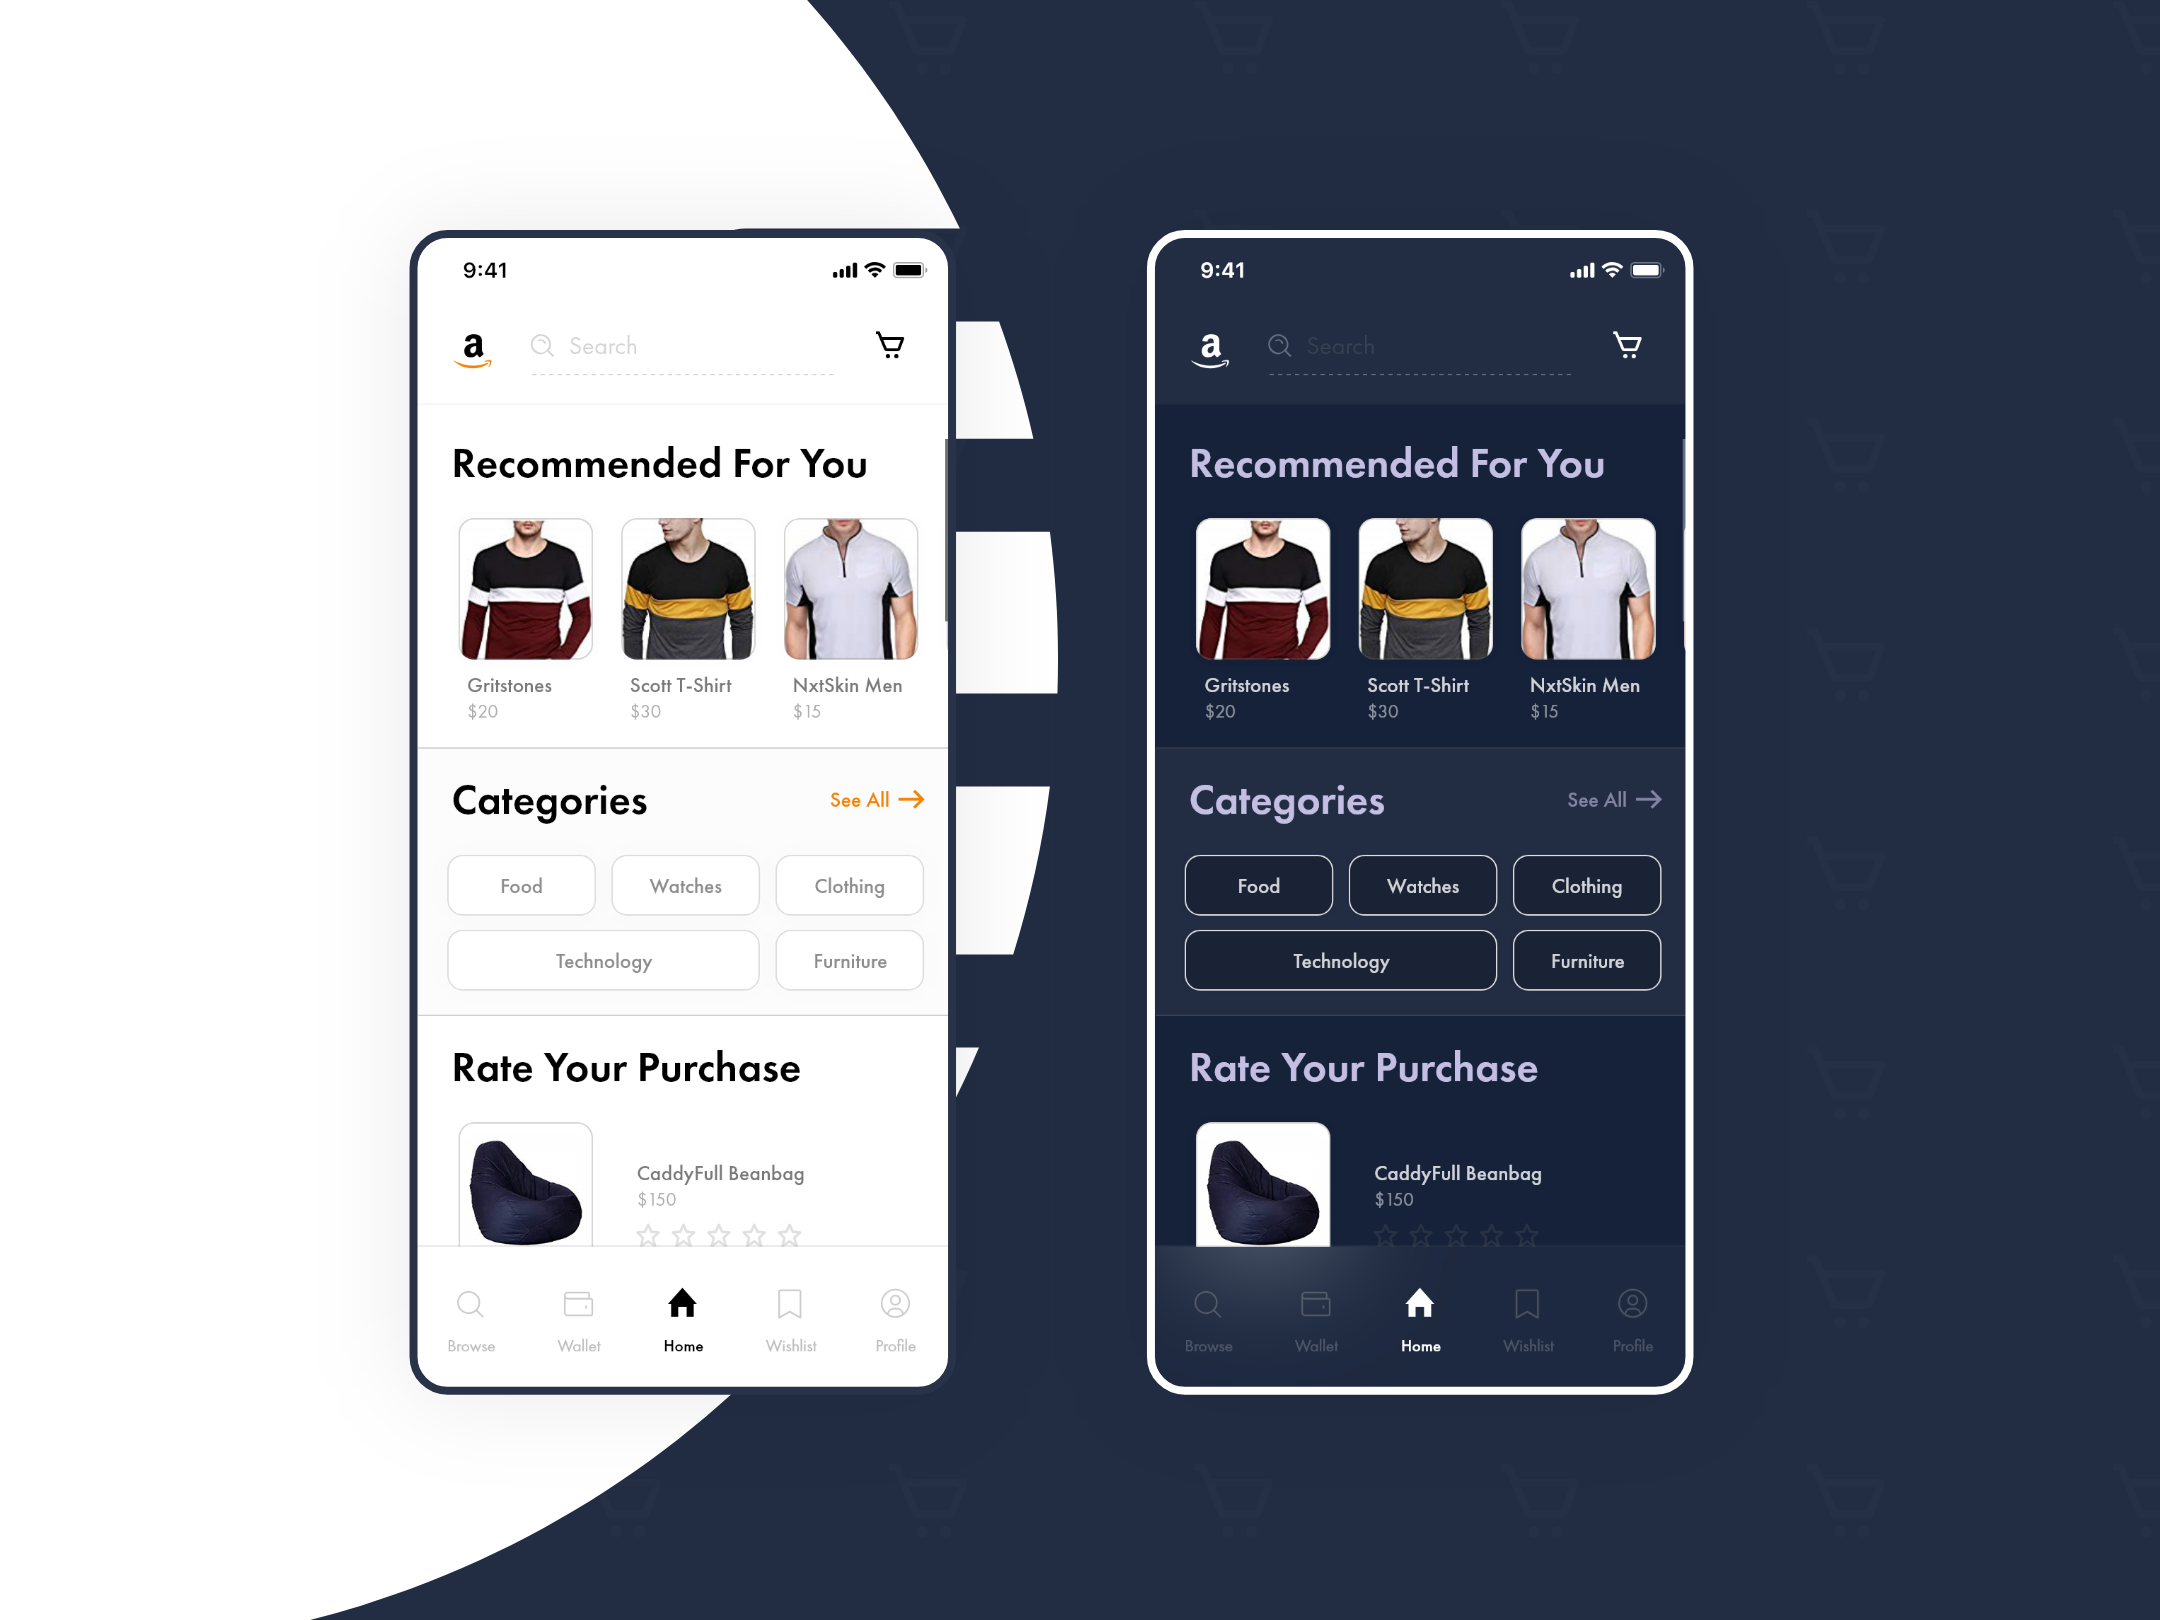 9:41
a
Search
Recommended For You
Gritstones
Scott T-Shirt
NxtSkin Men
$20
$30
$15
Categories
See All
Food
Watches
Clothing
Technology
Furniture
Rate Your Purchase
CaddyFull Beanbag
$150
Browse
Wallet
Home
Wishlist
Profile
9:41
a
Search
Recommended For You
Gritstones
Scott T-Shirt
NxtSkin Men
$20
$30
$15
Categories
See All
Food
Watches
Clothing
Technology
Furniture
Rate Your Purchase
CaddyFull Beanbag
$150
Browse
Wallet
Home
Wishlist
Profile